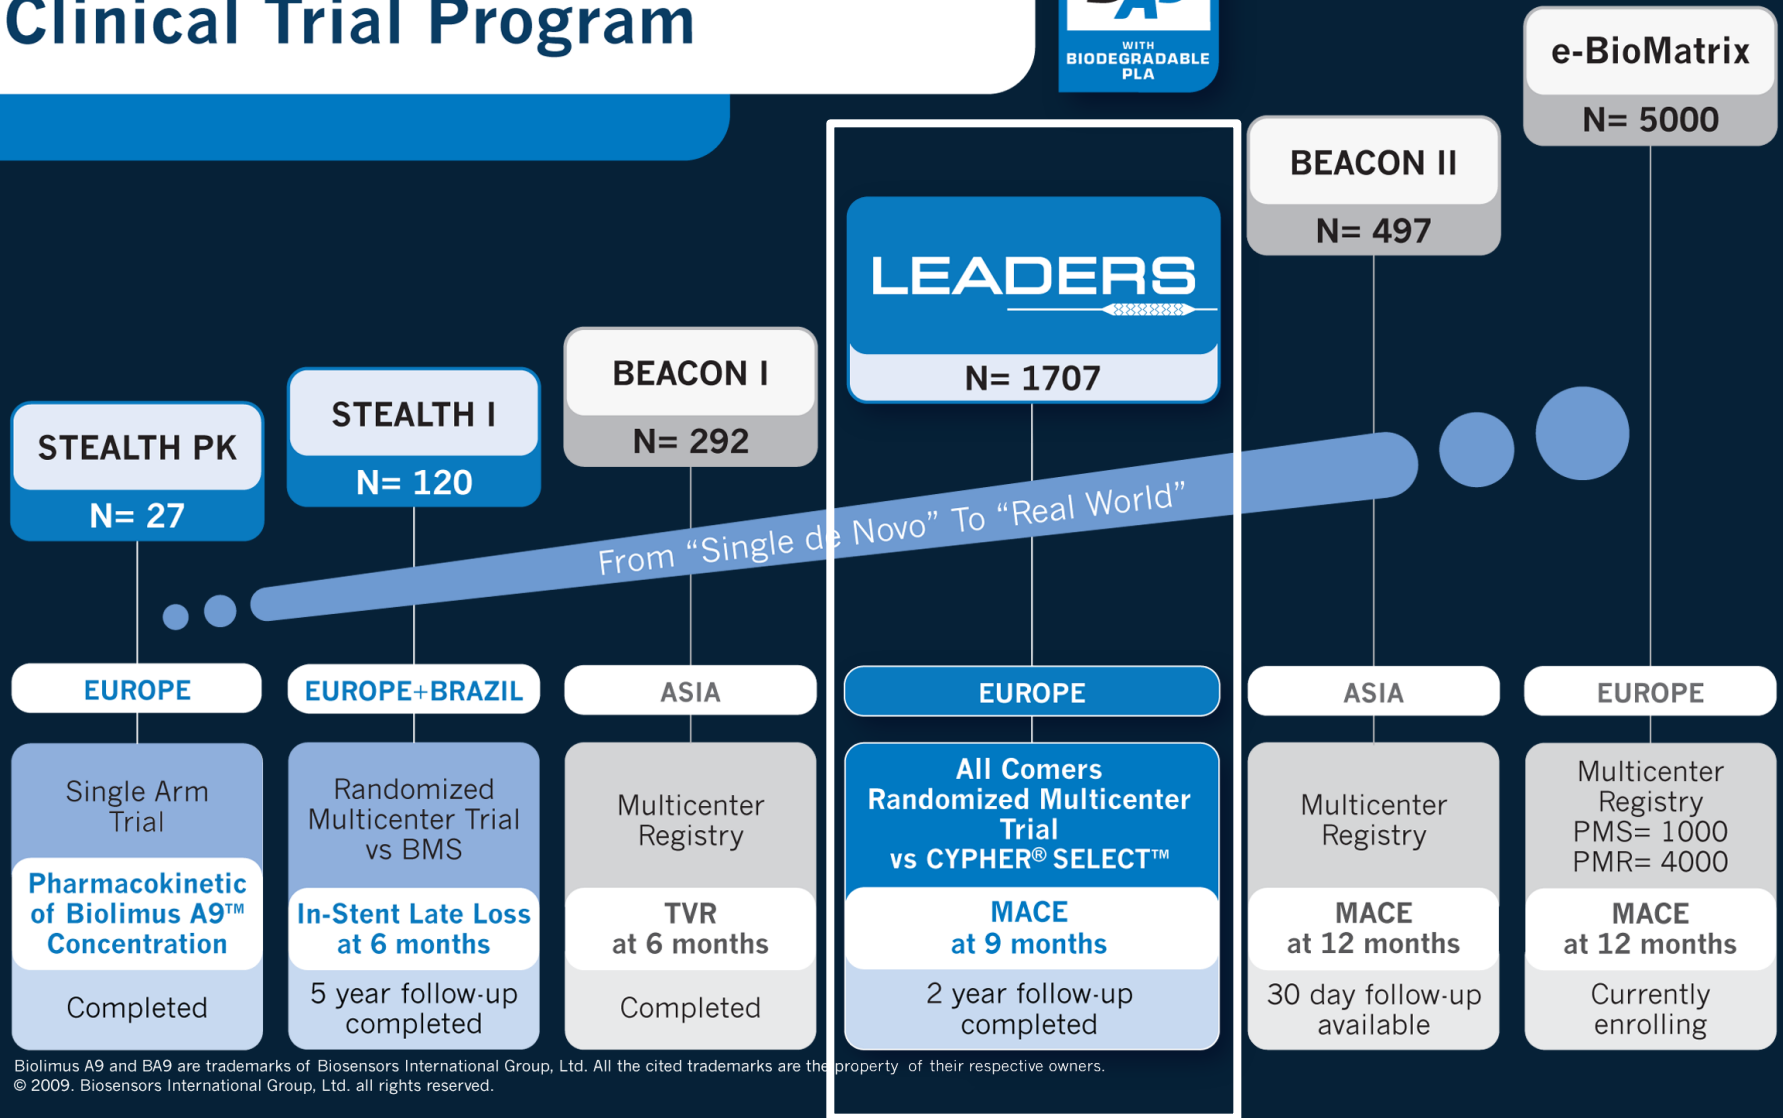 Clinical Trial Program
WITH
BIODEGRADABLE
PLA
STEALTH PK
N= 27
EUROPE
Single Arm
Trial
Pharmacokinetic
of Biolimus A9™
Concentration
Completed
STEALTH I
N= 120
EUROPE+BRAZIL
Randomized
Multicenter Trial
vs BMS
In-Stent Late Loss
at 6 months
5 year follow-up
completed
BEACON I
N= 292
ASIA
Multicenter
Registry
TVR
at 6 months
Completed
LEADERS
N= 1707
EUROPE
All Comers
Randomized Multicenter
Trial
vs CYPHER® SELECT™
MACE
at 9 months
2 year follow-up
completed
BEACON II
N= 497
ASIA
Multicenter
Registry
MACE
at 12 months
30 day follow-up
available
e-BioMatrix
N= 5000
EUROPE
Multicenter
Registry
PMS= 1000
PMR= 4000
MACE
at 12 months
Currently
enrolling
From “Single de Novo” To “Real World”
Biolimus A9 and BA9 are trademarks of Biosensors International Group, Ltd. All the cited trademarks are the property of their respective owners.
© 2009. Biosensors International Group, Ltd. all rights reserved.